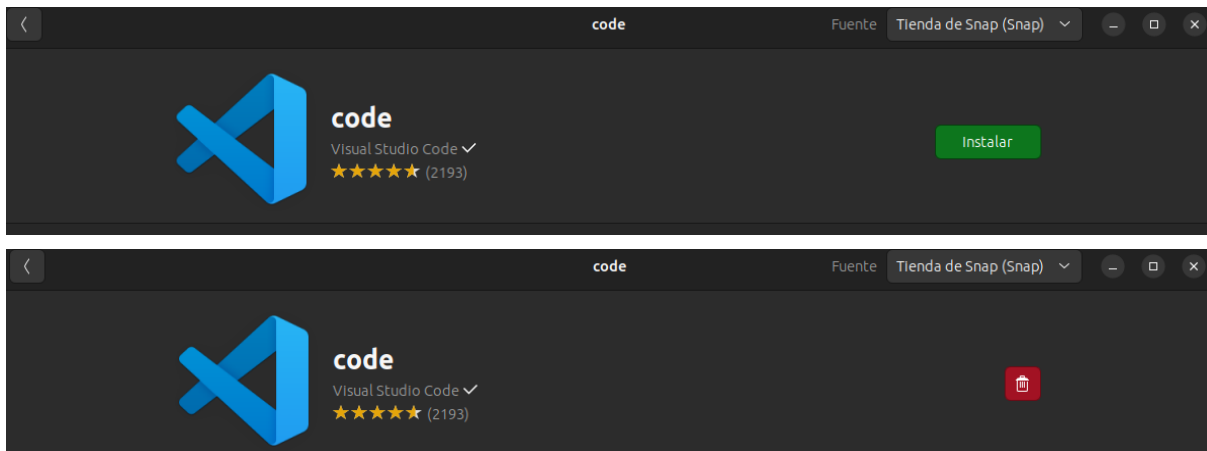 code Fuente Tienda de Snap (Snap)
code
Visual Studio Code
(2193)
Instalar
code Fuente Tienda de Snap (Snap)
code
Visual Studio Code
(2193)